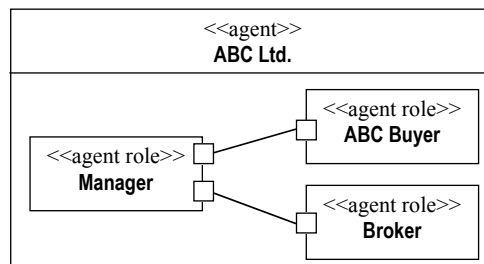 <<agent>>
ABC Ltd.
<<agent role>>
Manager
<<agent role>>
ABC Buyer
<<agent role>>
Broker